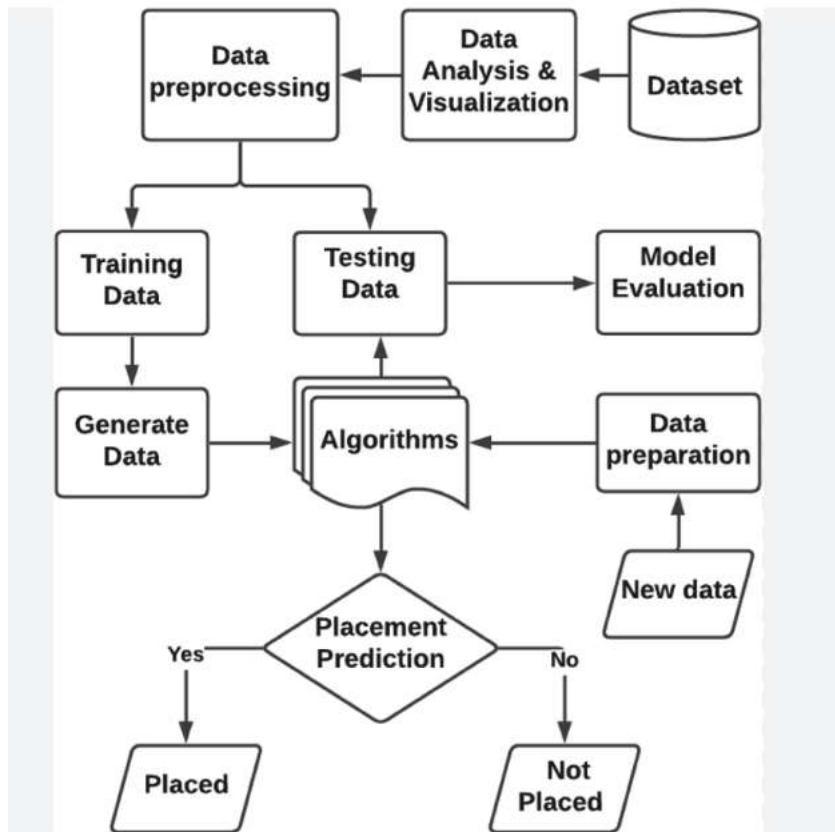 Data
preprocessing
Data
Analysis &
Visualization
Dataset
Training
Data
Testing
Data
Model
Evaluation
Generate
Data
Algorithms
Data
preparation
New data
Placement
Prediction
Yes
No
Placed
Not
Placed